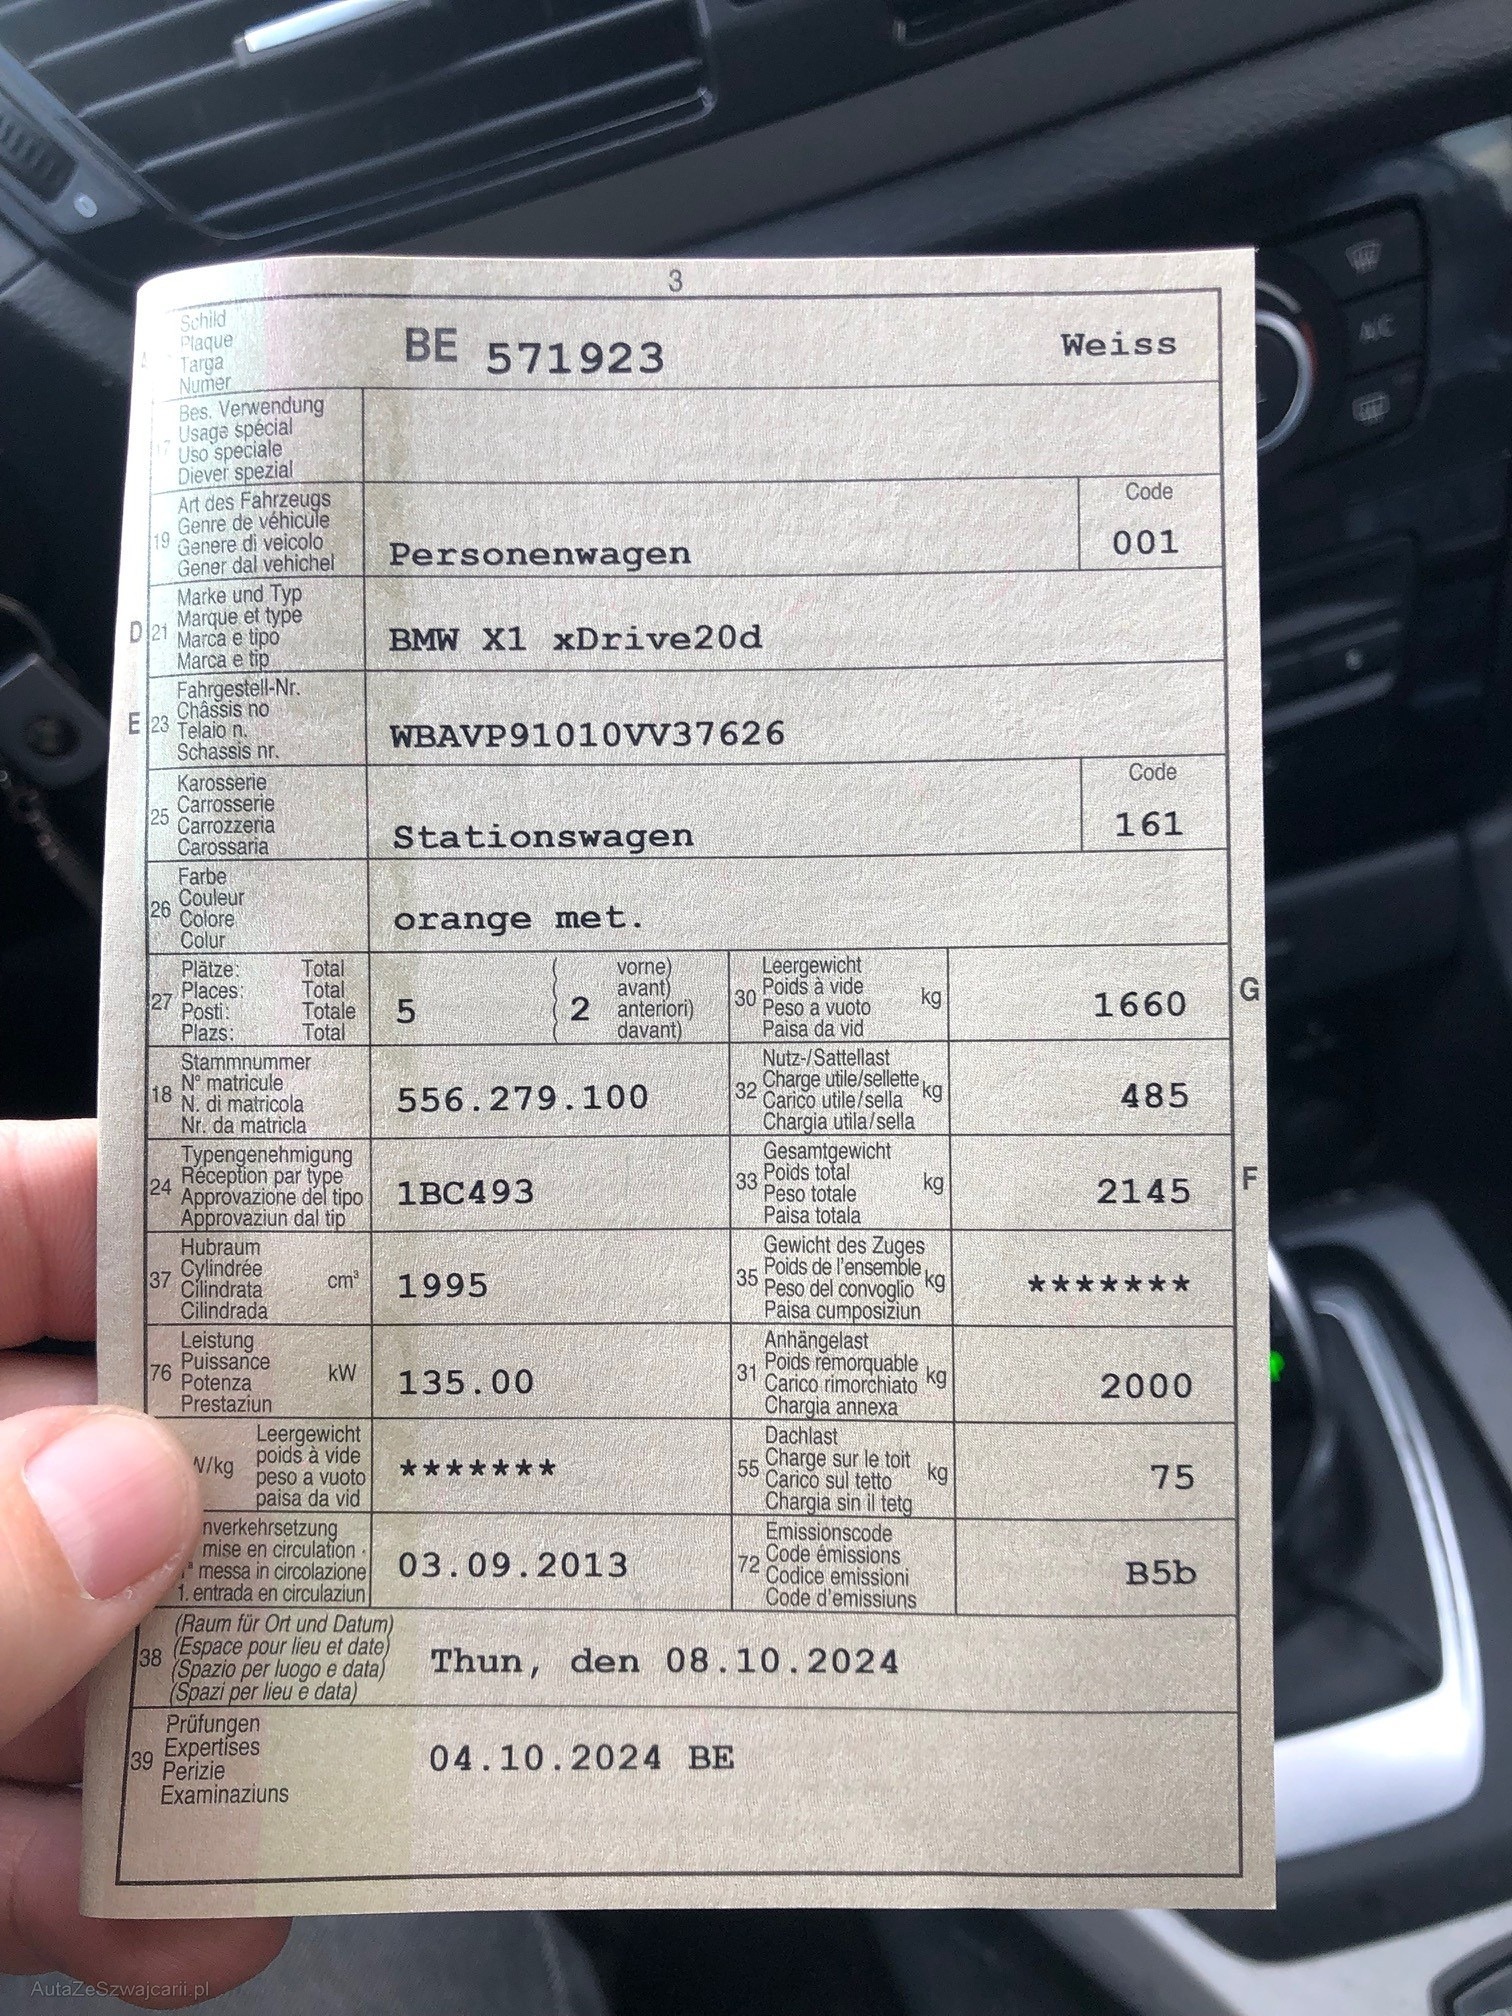 3
Schild
Plaque
Targa
Numer
BE 571923 Weiss
Bes. Verwendung
Usage spécial
Uso speciale
Diever spezial
19
Art des Fahrzeugs
Genre de véhicule
Genere di veicolo
Gener dal vehichel
Personenwagen
Code
001
D 21
Marke und Typ
Marque et type
Marca e tipo
Marca e tip
BMW X1 xDrive20d
E 23
Fahrgestell-Nr.
Châssis no
Telaio n.
Schassis nr.
WBAVP91010VV37626
25
Karosserie
Carrosserie
Carrozzeria
Carossaria
Stationswagen
Code
161
26
Farbe
Couleur
Colore
Colur
orange met.
27
Plätze: Total
Places: Total
Posti: Totale
Plazs: Total
5
( vorne)
( avant)
( 2 anteriori)
( davant)
30
Leergewicht
Poids à vide
Peso a vuoto
Paisa da vid
kg
1660
G
18
Stammnummer
N° matricule
N. di matricola
Nr. da matricla
556.279.100
32
Nutz-/Sattellast
Charge utile/sellette
Carico utile/sella
Chargia utila/sella
kg
485
24
Typengenehmigung
Réception par type
Approvazione del tipo
Approvaziun dal tip
1BC493
33
Gesamtgewicht
Poids total
Peso totale
Paisa totala
kg
2145
F
37
Hubraum
Cylindrée
Cilindrata
Cilindrada
cm³
1995
35
Gewicht des Zuges
Poids de l'ensemble
Peso del convoglio
Paisa cumposiziun
kg
*******
76
Leistung
Puissance
Potenza
Prestaziun
kW
135.00
31
Anhängelast
Poids remorquable
Carico rimorchiato
Chargia annexa
kg
2000
W/kg
Leergewicht
poids à vide
peso a vuoto
paisa da vid
*******
55
Dachlast
Charge sur le toit
Carico sul tetto
Chargia sin il tetg
kg
75
nverkehrsetzung
mise en circulation
messa in circolazione
1. entrada en circulaziun
03.09.2013
72
Emissionscode
Code émissions
Codice emissioni
Code d'emissiuns
B5b
38
(Raum für Ort und Datum)
(Espace pour lieu et date)
(Spazio per luogo e data)
(Spazi per lieu e data)
Thun, den 08.10.2024
39
Prüfungen
Expertises
Perizie
Examinaziuns
04.10.2024 BE
A/C
AutaZeSzwajcarii.pl